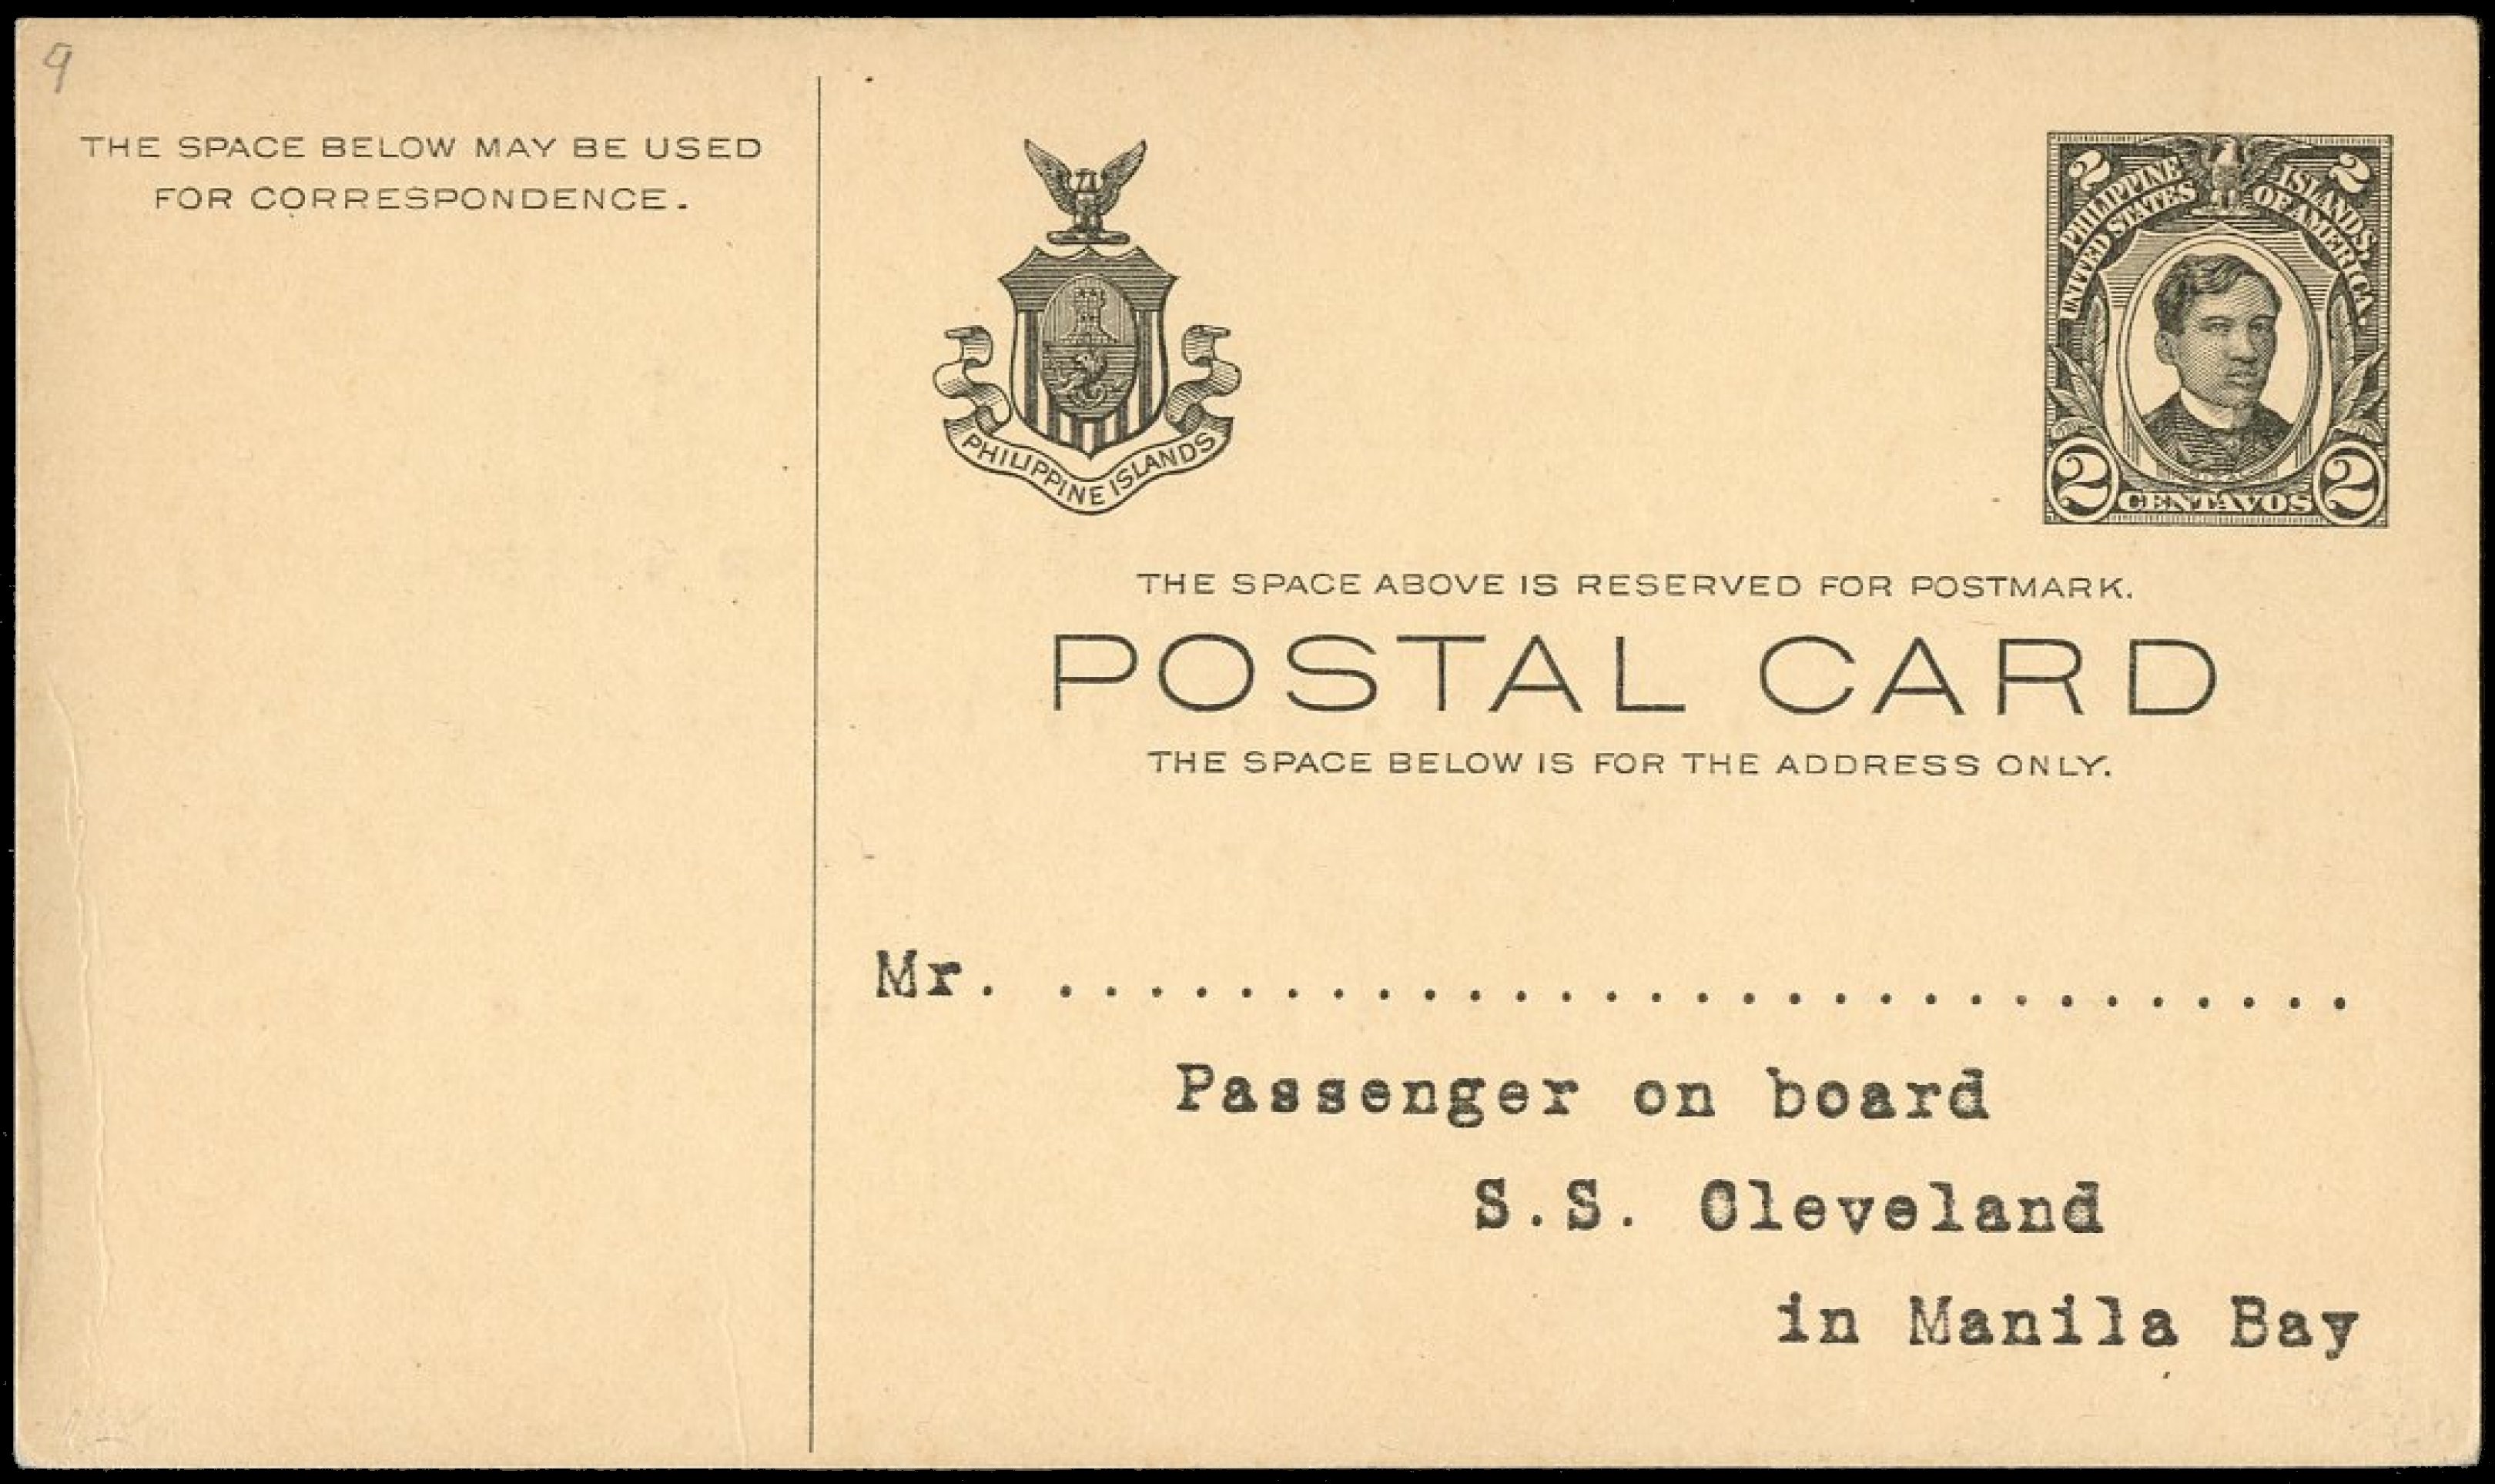 9
THE SPACE BELOW MAY BE USED
FOR CORRESPONDENCE.
PHILIPPINE ISLANDS
2 2
PHILIPPINE ISLANDS,
UNITED STATES OF AMERICA.
2 CENTAVOS 2
THE SPACE ABOVE IS RESERVED FOR POSTMARK.
POSTAL CARD
THE SPACE BELOW IS FOR THE ADDRESS ONLY.
Mr. .............................
Passenger on board
S.S. Cleveland
in Manila Bay